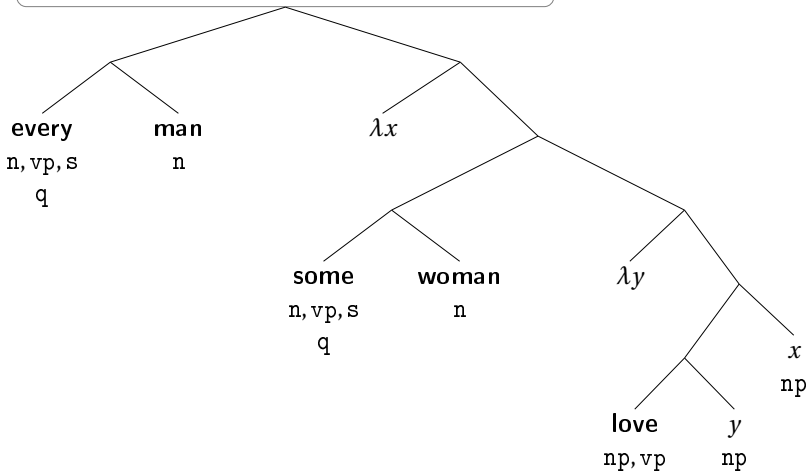 every man λx
n, vp, s n
q
some woman λy
n, vp, s n
q
x
np
love y
np, vp np